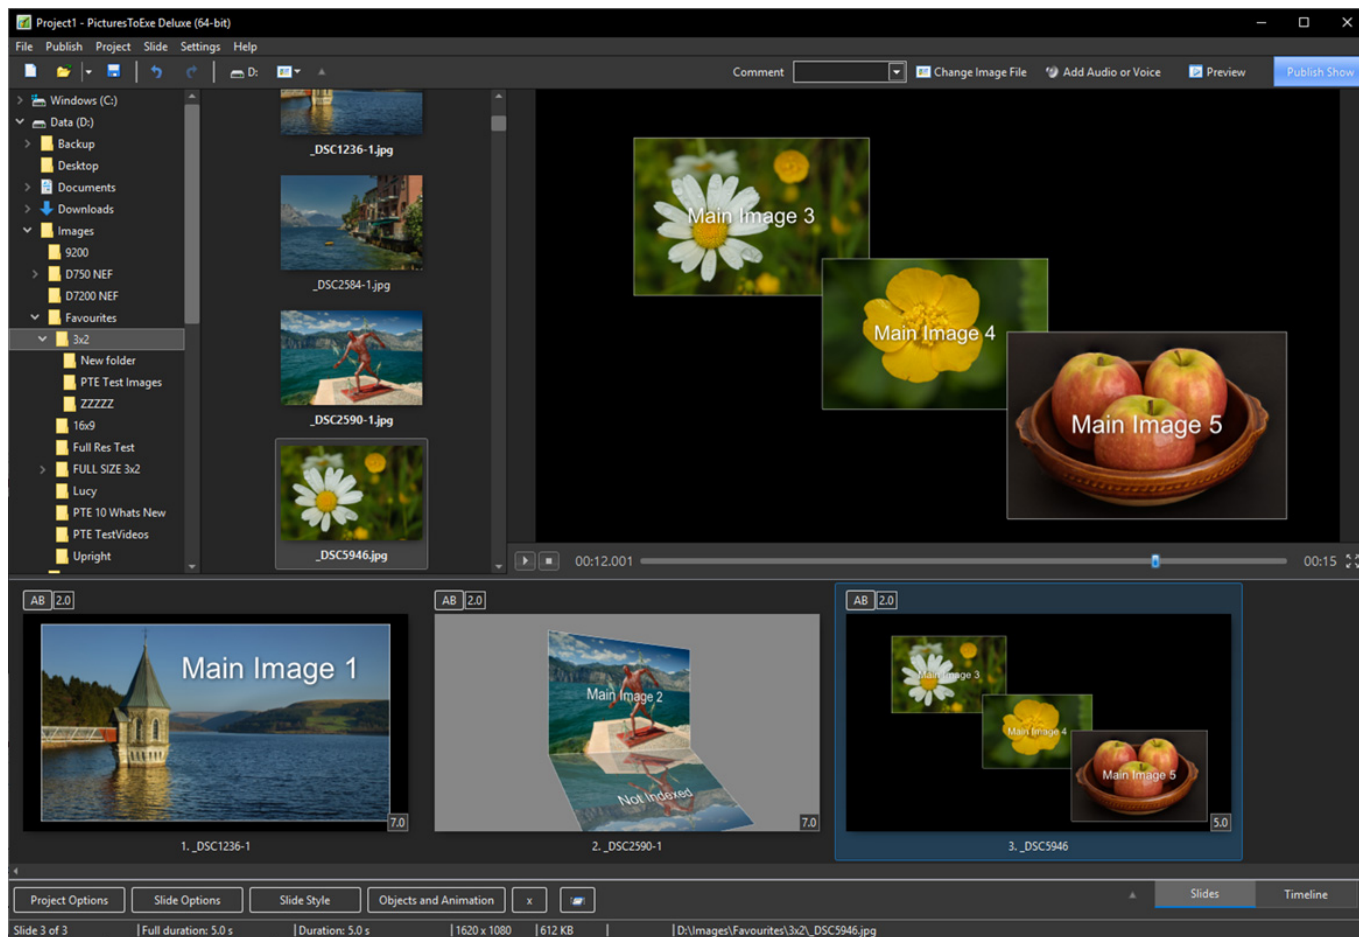 Project1 - PicturesToExe Deluxe (64-bit)
File Publish Project Slide Settings Help
D: Comment Change Image File Add Audio or Voice Preview Publish Show
Windows (C:)
Data (D:)
Backup
Desktop
Documents
Downloads
Images
9200
D750 NEF
D7200 NEF
Favourites
3x2
New folder
PTE Test Images
ZZZZZ
16x9
Full Res Test
FULL SIZE 3x2
Lucy
PTE 10 Whats New
PTE TestVideos
Upright
_DSC1236-1.jpg
_DSC2584-1.jpg
_DSC2590-1.jpg
_DSC5946.jpg
Main Image 3
Main Image 4
Main Image 5
00:12.001 00:15
AB 2.0
Main Image 1
7.0
1. _DSC1236-1
AB 2.0
Main Image 2
Not Indexed
7.0
2. _DSC2590-1
AB 2.0
Main Image 3
Main Image 4
Main Image 5
5.0
3. _DSC5946
Project Options Slide Options Slide Style Objects and Animation x Slides Timeline
Slide 3 of 3 Full duration: 5.0 s Duration: 5.0 s 1620 x 1080 612 KB D:\Images\Favourites\3x2\_DSC5946.jpg